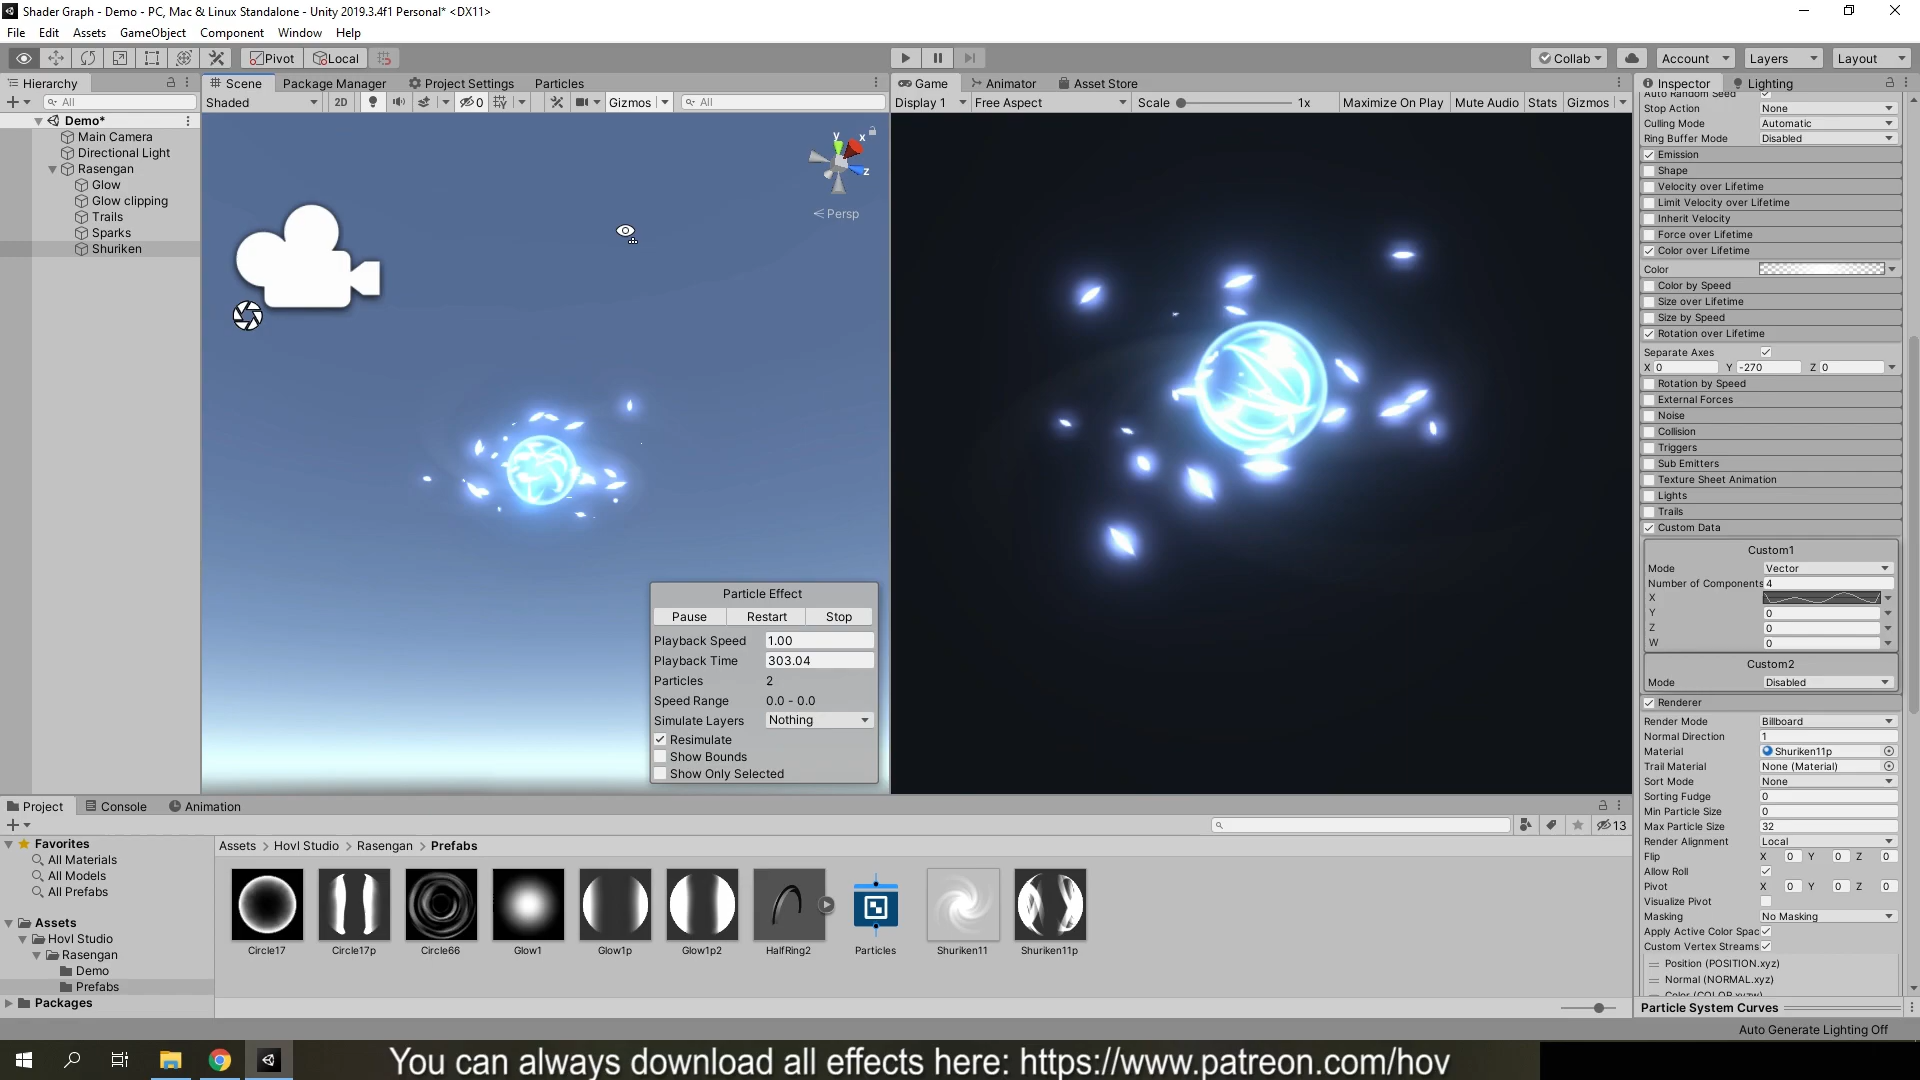 Shader Graph - Demo - PC, Mac & Linux Standalone - Unity 2019.3.4f1 Personal* <DX11>
File Edit Assets GameObject Component Window Help
Pivot Local Collab Account Layers Layout
Hierarchy
All
Demo*
Main Camera
Directional Light
Rasengan
Glow
Glow clipping
Trails
Sparks
Shuriken
Scene Package Manager Project Settings Particles
Shaded 2D 0 Gizmos All
y x
z
Persp
Particle Effect
Pause Restart Stop
Playback Speed 1.00
Playback Time 303.04
Particles 2
Speed Range 0.0 - 0.0
Simulate Layers Nothing
Resimulate
Show Bounds
Show Only Selected
Game Animator Asset Store
Display 1 Free Aspect Scale 1x Maximize On Play Mute Audio Stats Gizmos
Inspector Lighting
Auto Random Seed
Stop Action None
Culling Mode Automatic
Ring Buffer Mode Disabled
Emission
Shape
Velocity over Lifetime
Limit Velocity over Lifetime
Inherit Velocity
Force over Lifetime
Color over Lifetime
Color
Color by Speed
Size over Lifetime
Size by Speed
Rotation over Lifetime
Separate Axes
X 0 Y -270 Z 0
Rotation by Speed
External Forces
Noise
Collision
Triggers
Sub Emitters
Texture Sheet Animation
Lights
Trails
Custom Data
Custom1
Mode Vector
Number of Components 4
X
Y 0
Z 0
W 0
Custom2
Mode Disabled
Renderer
Render Mode Billboard
Normal Direction 1
Material Shuriken11p
Trail Material None (Material)
Sort Mode None
Sorting Fudge 0
Min Particle Size 0
Max Particle Size 32
Render Alignment Local
Flip X 0 Y 0 Z 0
Allow Roll
Pivot X 0 Y 0 Z 0
Visualize Pivot
Masking No Masking
Apply Active Color Spac
Custom Vertex Streams
Position (POSITION.xyz)
Normal (NORMAL.xyz)
Color (COLOR.xyzw)
Particle System Curves
Auto Generate Lighting Off
Project Console Animation
13
Favorites
All Materials
All Models
All Prefabs
Assets
Hovl Studio
Rasengan
Demo
Prefabs
Packages
Assets > Hovl Studio > Rasengan > Prefabs
Circle17 Circle17p Circle66 Glow1 Glow1p Glow1p2 HalfRing2 Particles Shuriken11 Shuriken11p
You can always download all effects here: https://www.patreon.com/hov